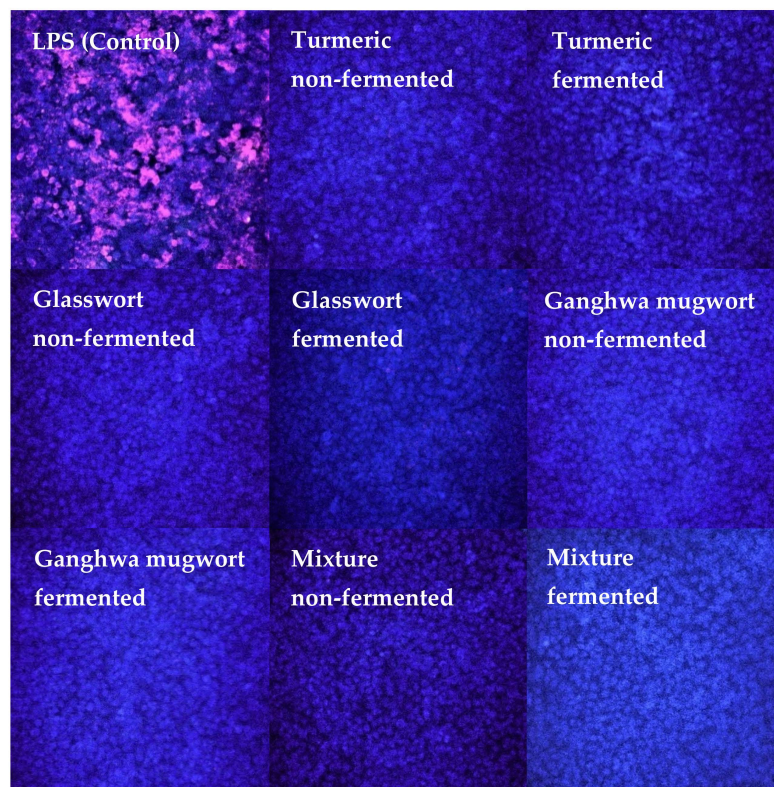 LPS (Control)
Turmeric
non-fermented
Turmeric
fermented
Glasswort
non-fermented
Glasswort
fermented
Ganghwa mugwort
non-fermented
Ganghwa mugwort
fermented
Mixture
non-fermented
Mixture
fermented